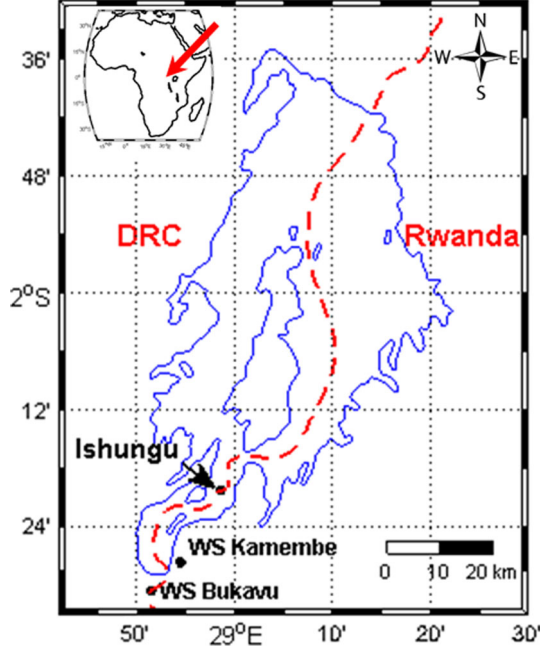 N
W E
S
36'
48'
DRC
Rwanda
2°S
12'
Ishungu
24'
WS Kamembe
WS Bukavu
0 10 20 km
50' 29°E 10' 20' 30'